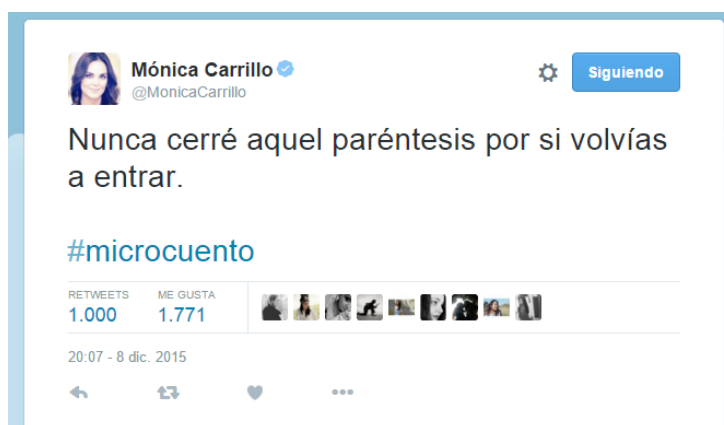 Mónica Carrillo
@MonicaCarrillo
Siguiendo
Nunca cerré aquel paréntesis por si volvías
a entrar.
#microcuento
RETWEETS ME GUSTA
1.000 1.771
20:07 - 8 dic. 2015